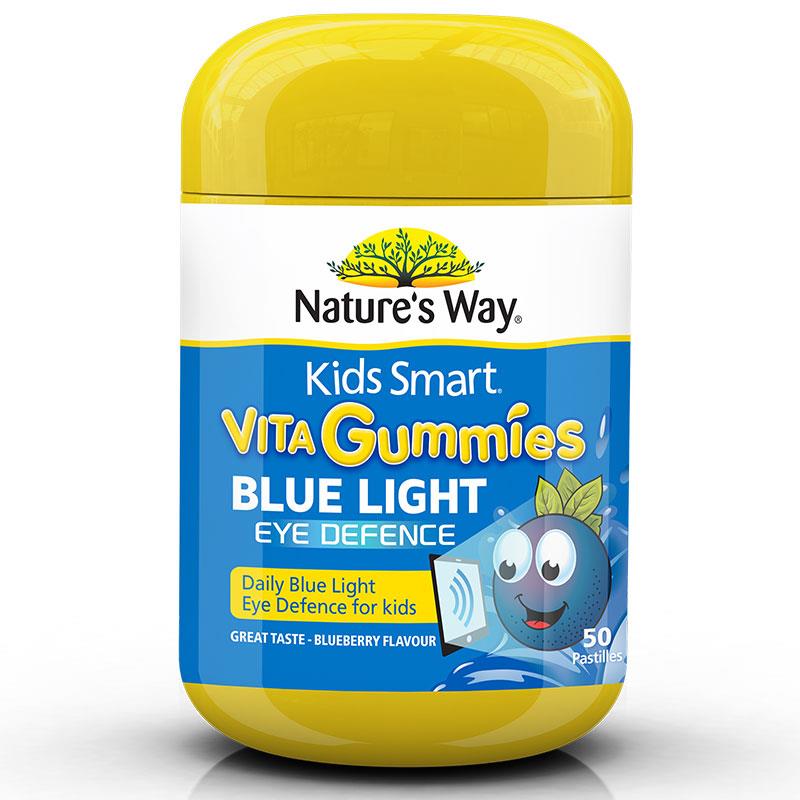 Nature's Way®
Kids Smart®
VITA Gummies
BLUE LIGHT
EYE DEFENCE
Daily Blue Light
Eye Defence for kids
GREAT TASTE - BLUEBERRY FLAVOUR
50
Pastilles